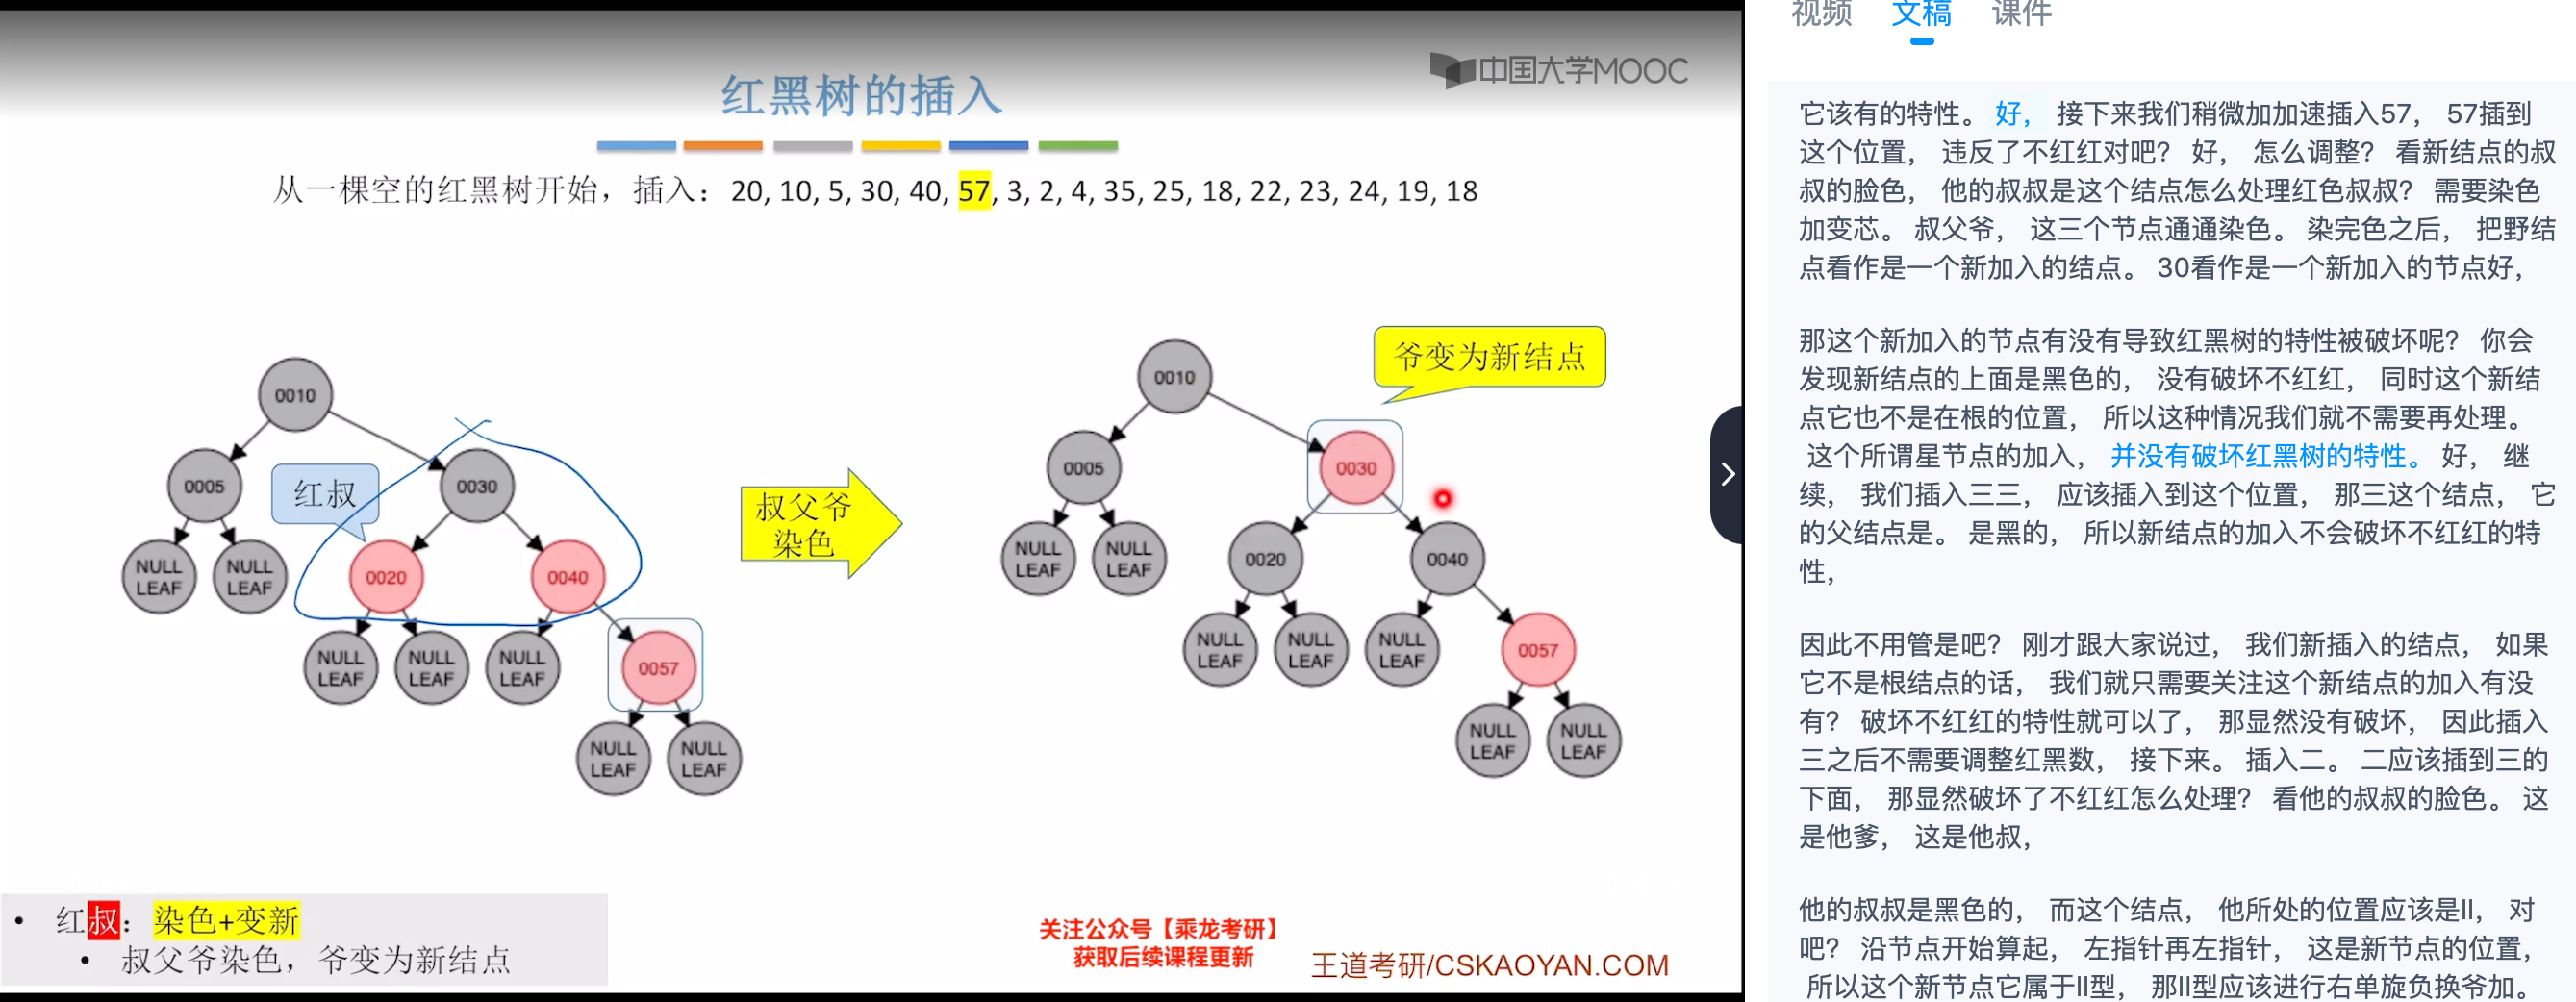 中国大学MOOC
红黑树的插入
从一棵空的红黑树开始，插入：20, 10, 5, 30, 40, 57, 3, 2, 4, 35, 25, 18, 22, 23, 24, 19, 18
0010
0005
红叔
0030
NULL LEAF
NULL LEAF
0020
0040
NULL LEAF
NULL LEAF
NULL LEAF
0057
NULL LEAF
NULL LEAF
叔父爷
染色
爷变为新结点
0010
0005
0030
NULL LEAF
NULL LEAF
0020
0040
NULL LEAF
NULL LEAF
NULL LEAF
0057
NULL LEAF
NULL LEAF
• 红叔：染色+变新
• 叔父爷染色，爷变为新结点
关注公众号【乘龙考研】
获取后续课程更新
王道考研/CSKAOYAN.COM
视频 文稿 课件
它该有的特性。 好， 接下来我们稍微加加速插入57， 57插到
这个位置， 违反了不红红对吧？ 好， 怎么调整？ 看新结点的叔
叔的脸色， 他的叔叔是这个结点怎么处理红色叔叔？ 需要染色
加变芯。 叔父爷， 这三个节点通通染色。 染完色之后， 把野结
点看作是一个新加入的结点。 30看作是一个新加入的节点好，
那这个新加入的节点有没有导致红黑树的特性被破坏呢？ 你会
发现新结点的上面是黑色的， 没有破坏不红红， 同时这个新结
点它也不是在根的位置， 所以这种情况我们就不需要再处理。
这个所谓星节点的加入， 并没有破坏红黑树的特性。 好， 继
续， 我们插入三三， 应该插入到这个位置， 那三这个结点， 它
的父结点是。 是黑的， 所以新结点的加入不会破坏不红红的特
性，
因此不用管是吧？ 刚才跟大家说过， 我们新插入的结点， 如果
它不是根结点的话， 我们就只需要关注这个新结点的加入有没
有？ 破坏不红红的特性就可以了， 那显然没有破坏， 因此插入
三之后不需要调整红黑数， 接下来。 插入二。 二应该插到三的
下面， 那显然破坏了不红红怎么处理？ 看他的叔叔的脸色。 这
是他爹， 这是他叔，
他的叔叔是黑色的， 而这个结点， 他所处的位置应该是ll， 对
吧？ 沿节点开始算起， 左指针再左指针， 这是新节点的位置，
所以这个新节点它属于ll型， 那ll型应该进行右单旋负换爷加。